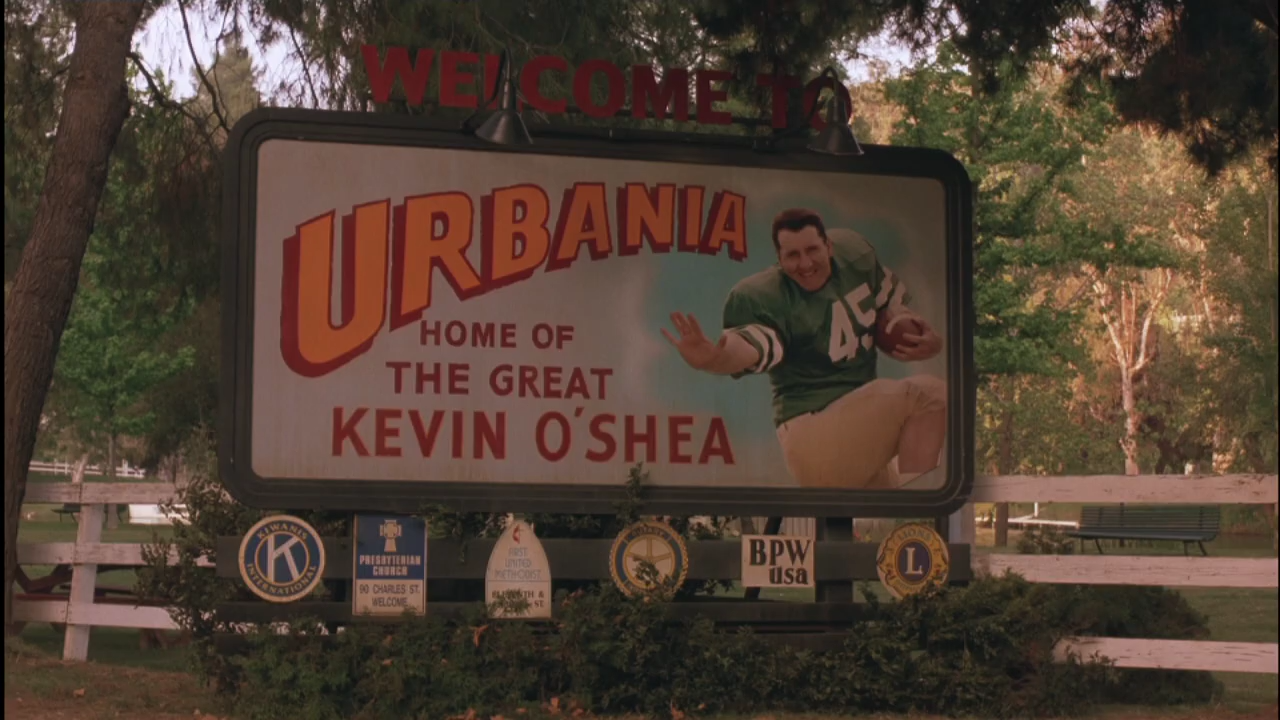 WELCOME TO
URBANIA
HOME OF
THE GREAT
KEVIN O'SHEA
45
KIWANIS
K
INTERNATIONAL
PRESBYTERIAN
CHURCH
90 CHARLES ST.
WELCOME
FIRST
UNITED
METHODIST
BPW
usa
LIONS
L